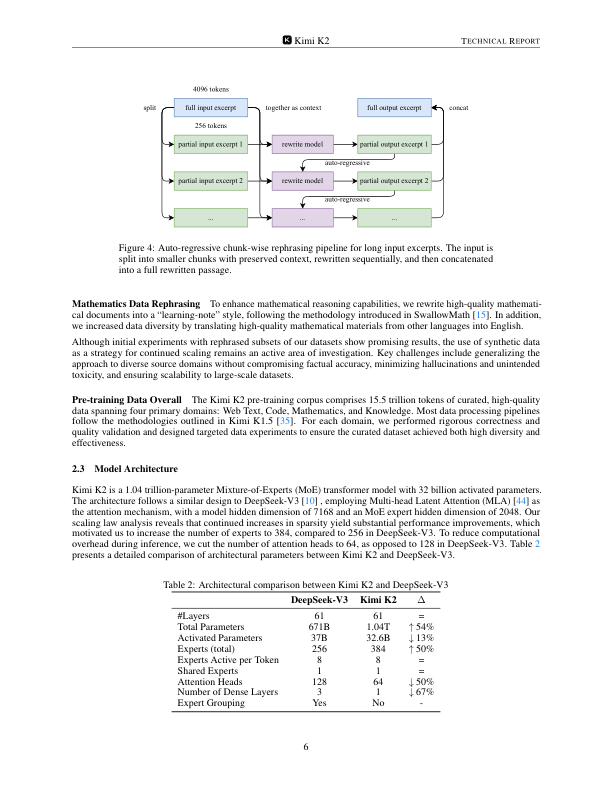 K Kimi K2
TECHNICAL REPORT
4096 tokens
split
full input excerpt
together as context
full output excerpt
concat
256 tokens
partial input excerpt 1
rewrite model
partial output excerpt 1
auto-regressive
partial input excerpt 2
rewrite model
partial output excerpt 2
auto-regressive
...
...
...
Figure 4: Auto-regressive chunk-wise rephrasing pipeline for long input excerpts. The input is
split into smaller chunks with preserved context, rewritten sequentially, and then concatenated
into a full rewritten passage.
Mathematics Data Rephrasing To enhance mathematical reasoning capabilities, we rewrite high-quality mathemati-
cal documents into a “learning-note” style, following the methodology introduced in SwallowMath [15]. In addition,
we increased data diversity by translating high-quality mathematical materials from other languages into English.
Although initial experiments with rephrased subsets of our datasets show promising results, the use of synthetic data
as a strategy for continued scaling remains an active area of investigation. Key challenges include generalizing the
approach to diverse source domains without compromising factual accuracy, minimizing hallucinations and unintended
toxicity, and ensuring scalability to large-scale datasets.
Pre-training Data Overall The Kimi K2 pre-training corpus comprises 15.5 trillion tokens of curated, high-quality
data spanning four primary domains: Web Text, Code, Mathematics, and Knowledge. Most data processing pipelines
follow the methodologies outlined in Kimi K1.5 [35]. For each domain, we performed rigorous correctness and
quality validation and designed targeted data experiments to ensure the curated dataset achieved both high diversity and
effectiveness.
2.3 Model Architecture
Kimi K2 is a 1.04 trillion-parameter Mixture-of-Experts (MoE) transformer model with 32 billion activated parameters.
The architecture follows a similar design to DeepSeek-V3 [10] , employing Multi-head Latent Attention (MLA) [44] as
the attention mechanism, with a model hidden dimension of 7168 and an MoE expert hidden dimension of 2048. Our
scaling law analysis reveals that continued increases in sparsity yield substantial performance improvements, which
motivated us to increase the number of experts to 384, compared to 256 in DeepSeek-V3. To reduce computational
overhead during inference, we cut the number of attention heads to 64, as opposed to 128 in DeepSeek-V3. Table 2
presents a detailed comparison of architectural parameters between Kimi K2 and DeepSeek-V3.
Table 2: Architectural comparison between Kimi K2 and DeepSeek-V3
DeepSeek-V3 Kimi K2 Δ
#Layers 61 61 =
Total Parameters 671B 1.04T ↑ 54%
Activated Parameters 37B 32.6B ↓ 13%
Experts (total) 256 384 ↑ 50%
Experts Active per Token 8 8 =
Shared Experts 1 1 =
Attention Heads 128 64 ↓ 50%
Number of Dense Layers 3 1 ↓ 67%
Expert Grouping Yes No -
6